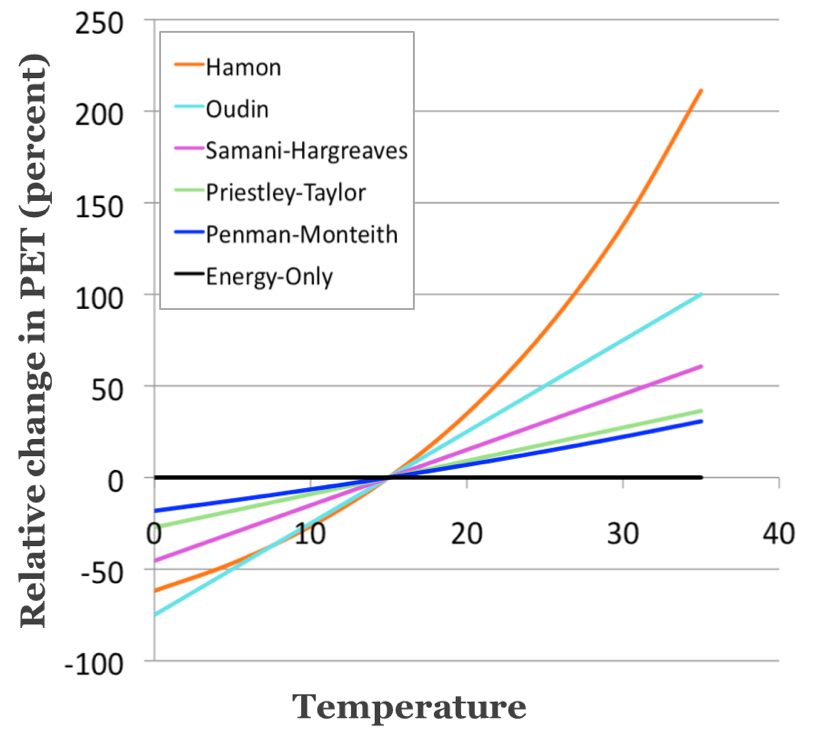 Relative change in PET (percent)
250
200
150
100
50
0
-50
-100
Hamon
Oudin
Samani-Hargreaves
Priestley-Taylor
Penman-Monteith
Energy-Only
0
10
20
30
40
Temperature